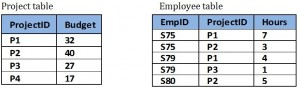 Project table
ProjectID Budget
P1 32
P2 40
P3 27
P4 17
Employee table
EmpID ProjectID Hours
S75 P1 7
S75 P2 3
S79 P1 4
S79 P3 1
S80 P2 5